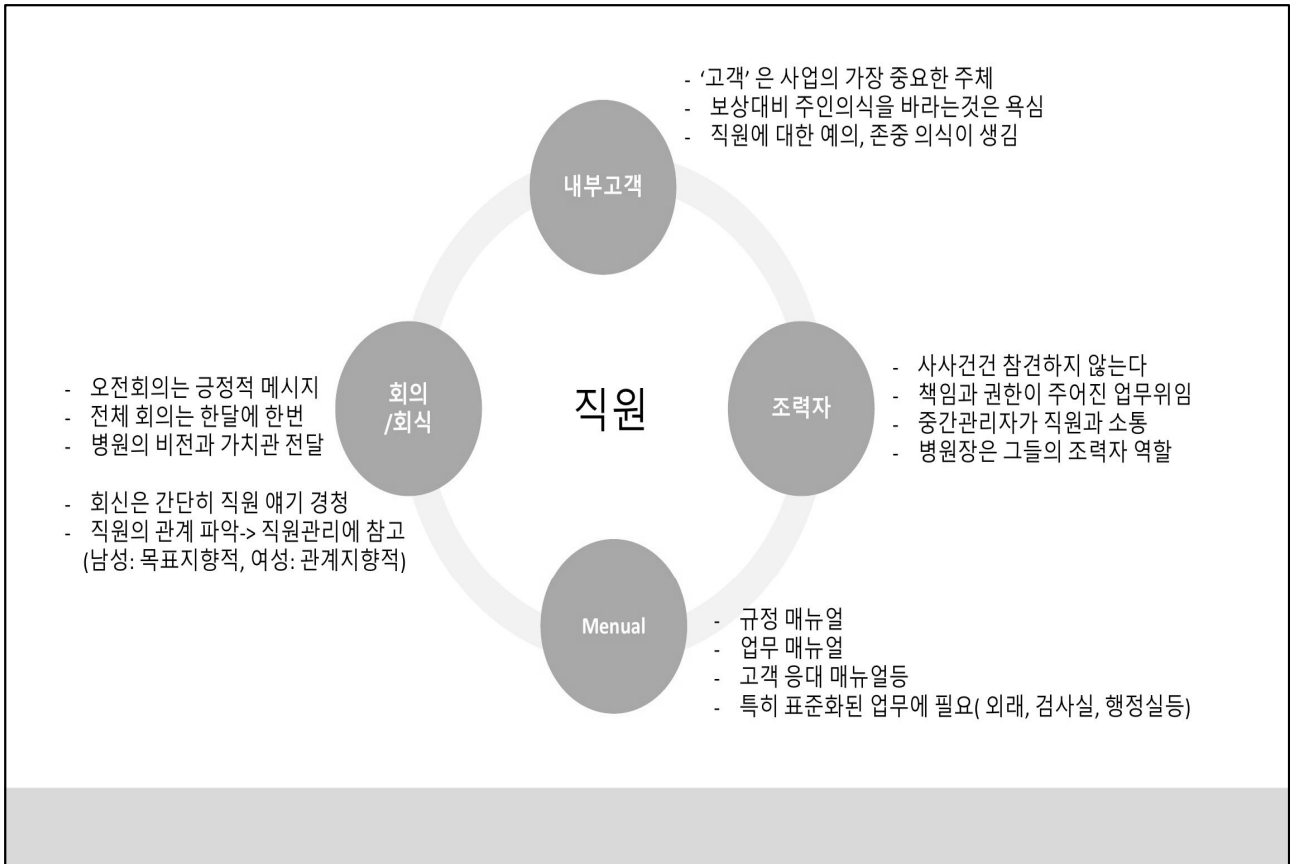 - ‘고객’ 은 사업의 가장 중요한 주체
- 보상대비 주인의식을 바라는것은 욕심
- 직원에 대한 예의, 존중 의식이 생김
내부고객
- 사사건건 참견하지 않는다
- 책임과 권한이 주어진 업무위임
- 중간관리자가 직원과 소통
- 병원장은 그들의 조력자 역할
조력자
직원
회의
/회식
- 오전회의는 긍정적 메시지
- 전체 회의는 한달에 한번
- 병원의 비전과 가치관 전달
- 회신은 간단히 직원 얘기 경청
- 직원의 관계 파악-> 직원관리에 참고
(남성: 목표지향적, 여성: 관계지향적)
Menual
- 규정 매뉴얼
- 업무 매뉴얼
- 고객 응대 매뉴얼등
- 특히 표준화된 업무에 필요( 외래, 검사실, 행정실등)